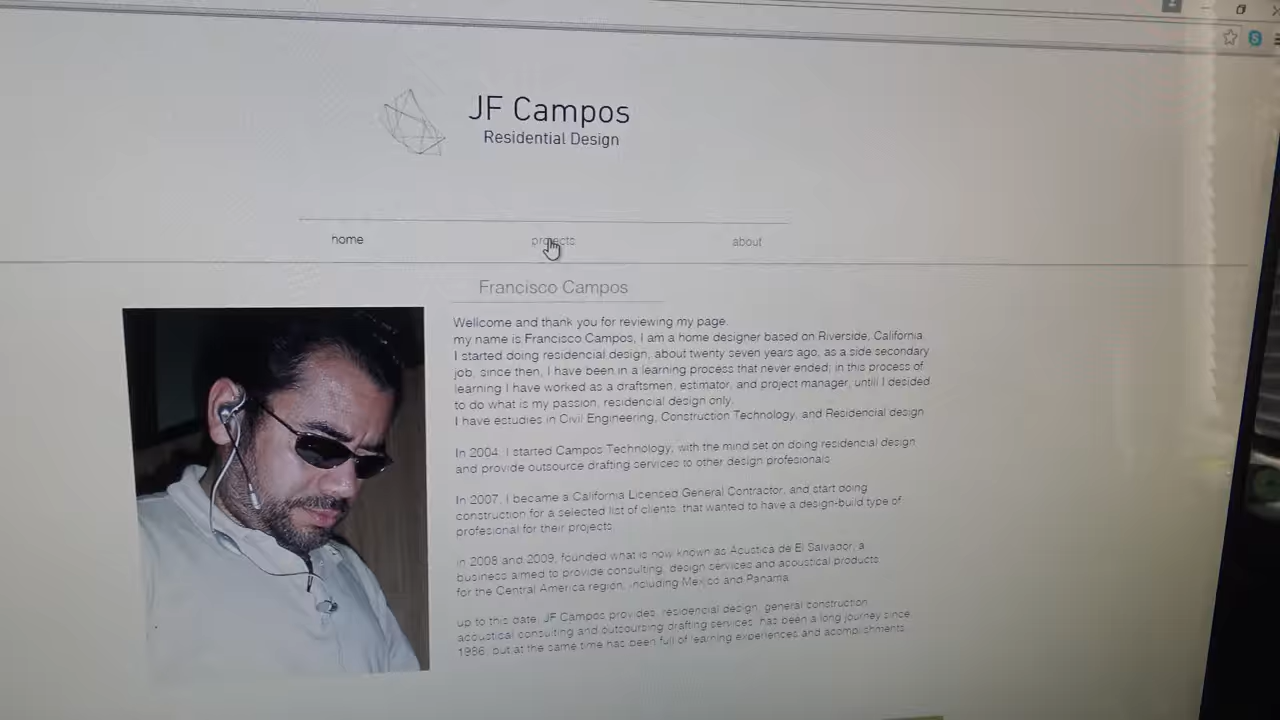 JF Campos
Residential Design
home projects about
Francisco Campos
Wellcome and thank you for reviewing my page.
my name is Francisco Campos, I am a home designer based on Riverside, California.
I started doing residencial design, about twenty seven years ago, as a side secondary
job, since then, I have been in a learning process that never ended; in this process of
learning I have worked as a draftsmen, estimator, and project manager, untill I decided
to do what is my passion, residencial design only.
I have estudies in Civil Engineering, Construction Technology, and Residencial design
In 2004, I started Campos Technology, with the mind set on doing residencial design,
and provide outsource drafting services to other design profesionals
In 2007, I became a California Licensed General Contractor, and start doing
construction for a selected list of clients, that wanted to have a design-build type of
profesional for their projects
in 2008 and 2009, founded what is now known as Acustica de El Salvador, a
business aimed to provide consulting, design services and acoustical products
for the Central America region, including Mexico and Panama
up to this date, JF Campos provides, residencial design, general construction,
acoustical consulting and outsoursing drafting services, has been a long journey since
1986, but at the same time has been full of learning experiences and acomplishments.